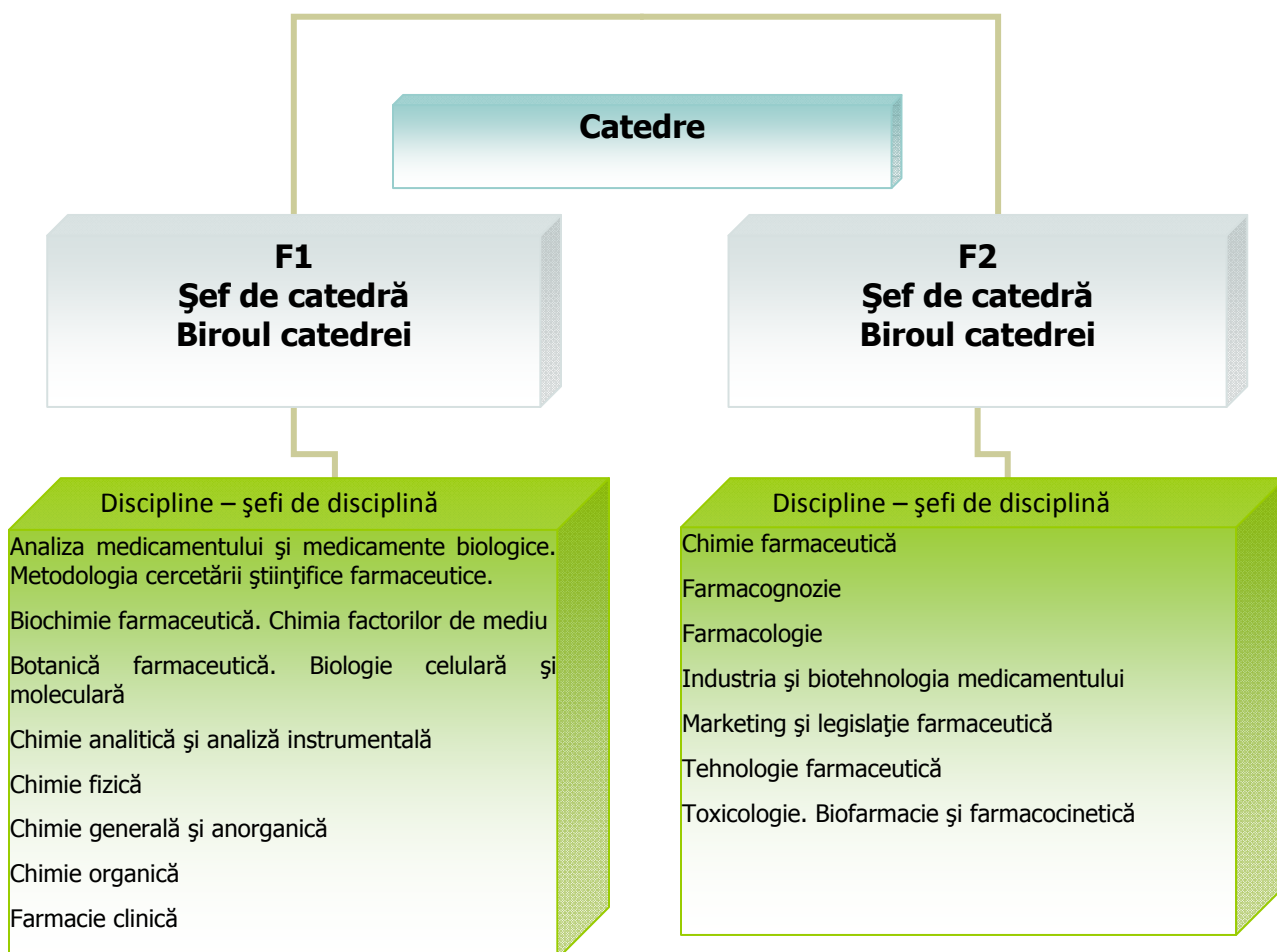 Catedre
F1
Şef de catedră
Biroul catedrei
F2
Şef de catedră
Biroul catedrei
Discipline – şefi de disciplină
Analiza medicamentului şi medicamente biologice.
Metodologia cercetării ştiinţifice farmaceutice.
Biochimie farmaceutică. Chimia factorilor de mediu
Botanică farmaceutică. Biologie celulară şi
moleculară
Chimie analitică şi analiză instrumentală
Chimie fizică
Chimie generală şi anorganică
Chimie organică
Farmacie clinică
Discipline – şefi de disciplină
Chimie farmaceutică
Farmacognozie
Farmacologie
Industria şi biotehnologia medicamentului
Marketing şi legislaţie farmaceutică
Tehnologie farmaceutică
Toxicologie. Biofarmacie şi farmacocinetică